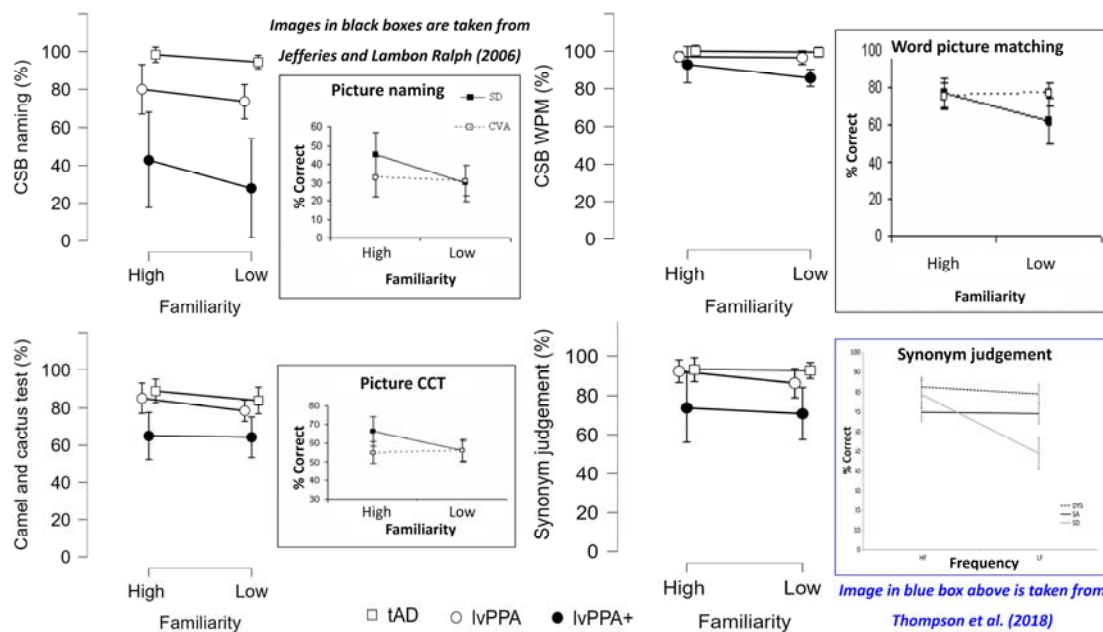 Images in black boxes are taken from
Jefferies and Lambon Ralph (2006)
CSB naming (%)
100
80
60
40
20
0
High
Low
Familiarity
Picture naming
SD
CVA
% Correct
60
50
40
30
20
10
0
High
Low
Familiarity
CSB WPM (%)
100
80
60
40
20
0
High
Low
Familiarity
Word picture matching
% Correct
100
80
60
40
20
0
High
Low
Familiarity
Camel and cactus test (%)
100
80
60
80
20
0
High
Low
Familiarity
Picture CCT
% Correct
80
70
60
50
40
30
High
Low
Familiarity
Synonym judgement (%)
100
80
60
80
60
0
High
Low
Familiarity
Synonym judgement
% Correct
100
DYS
SA
SD
HF
LF
Frequency
Image in blue box above is taken from
Thompson et al. (2018)
tAD
lvPPA
lvPPA+